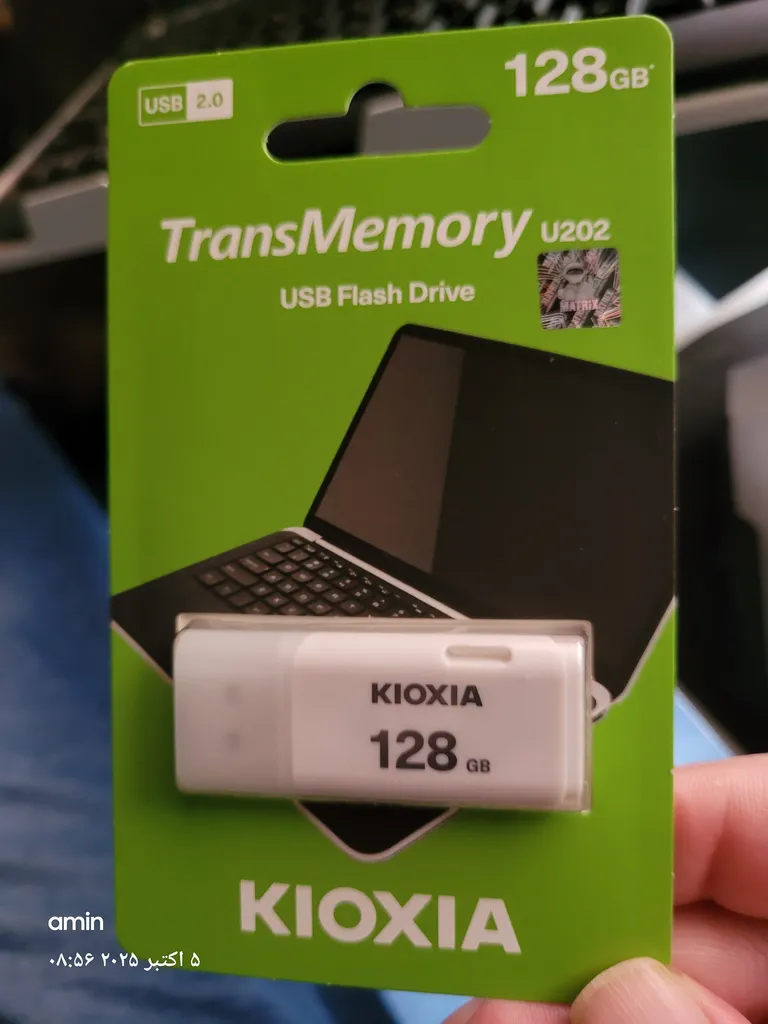 USB 2.0
128GB*
TransMemory U202
USB Flash Drive
MATRIX
KIOXIA
128 GB
KIOXIA
amin
۵ اکتبر ۲۰۲۵ ۰۸:۵۶